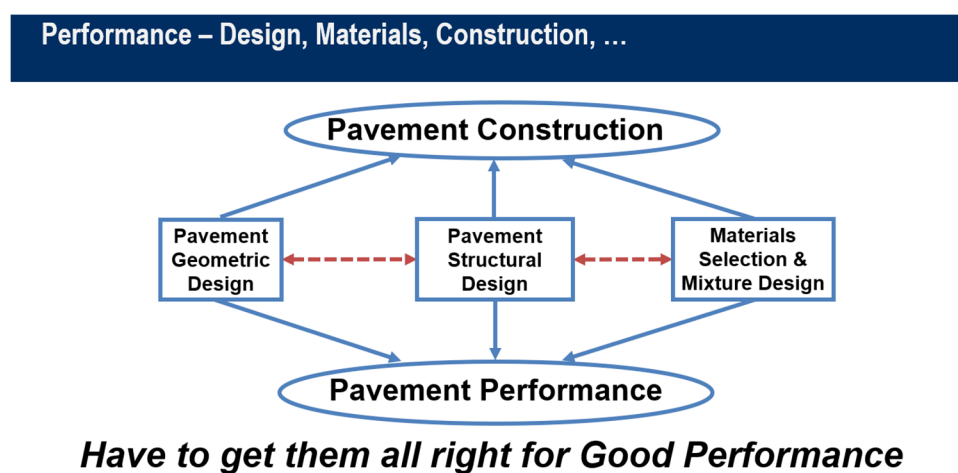 Performance – Design, Materials, Construction, ...
Pavement Construction
Pavement
Geometric
Design
Pavement
Structural
Design
Materials
Selection &
Mixture Design
Pavement Performance
Have to get them all right for Good Performance